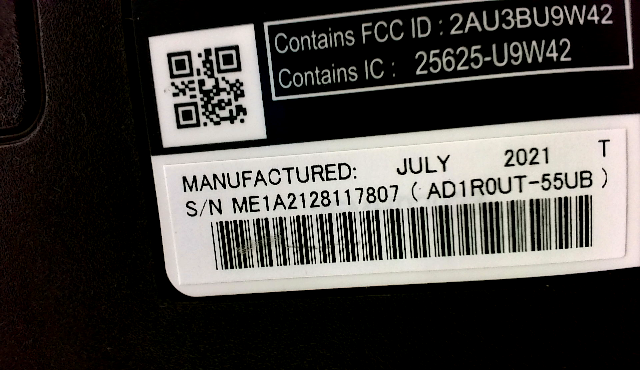 Contains FCC ID : 2AU3BU9W42
Contains IC : 25625-U9W42
MANUFACTURED: JULY 2021 T
S/N ME1A2128117807 ( AD1R0UT-55UB )